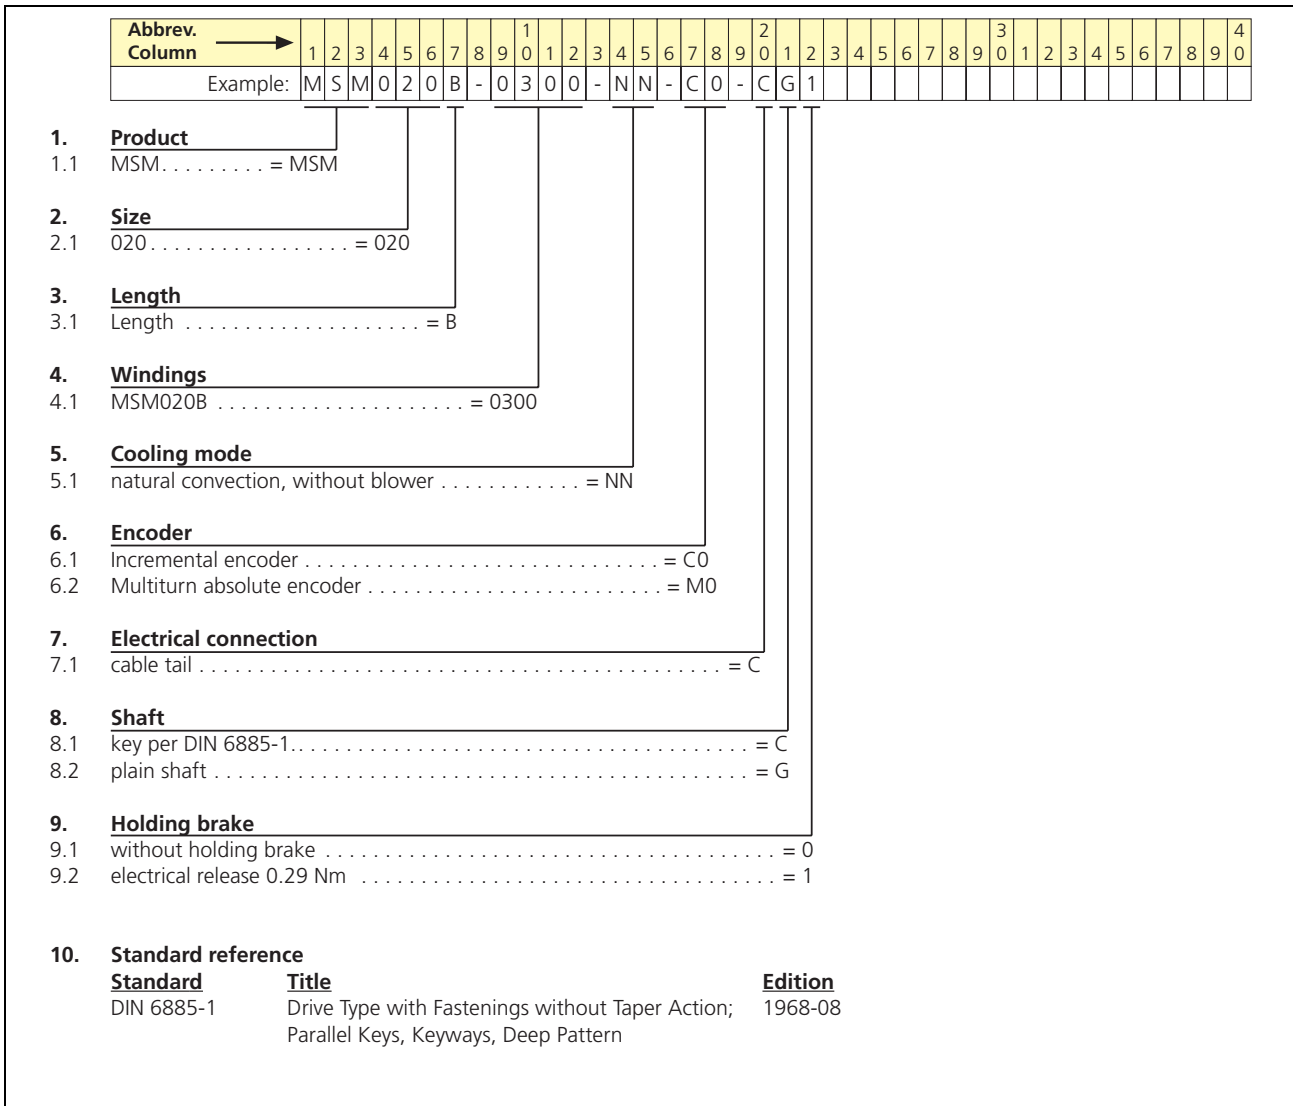 Abbrev. Column 1 2 3 4 5 6 7 8 9 10 1 2 3 4 5 6 7 8 9 20 1 2 3 4 5 6 7 8 9 30 1 2 3 4 5 6 7 8 9 40
Example: M S M 0 2 0 B - 0 3 0 0 - N N - C 0 - C G 1
1. Product
1.1 MSM. . . . . . . . . = MSM
2. Size
2.1 020 . . . . . . . . . . . . . . . . . = 020
3. Length
3.1 Length . . . . . . . . . . . . . . . . . . . . = B
4. Windings
4.1 MSM020B . . . . . . . . . . . . . . . . . . . . . = 0300
5. Cooling mode
5.1 natural convection, without blower . . . . . . . . . . . . = NN
6. Encoder
6.1 Incremental encoder . . . . . . . . . . . . . . . . . . . . . . . . . . . . . . = C0
6.2 Multiturn absolute encoder . . . . . . . . . . . . . . . . . . . . . . . . . = M0
7. Electrical connection
7.1 cable tail . . . . . . . . . . . . . . . . . . . . . . . . . . . . . . . . . . . . . . . . . . . . = C
8. Shaft
8.1 key per DIN 6885-1. . . . . . . . . . . . . . . . . . . . . . . . . . . . . . . . . . . . . . . = C
8.2 plain shaft . . . . . . . . . . . . . . . . . . . . . . . . . . . . . . . . . . . . . . . . . . . . . = G
9. Holding brake
9.1 without holding brake . . . . . . . . . . . . . . . . . . . . . . . . . . . . . . . . . . . . . . = 0
9.2 electrical release 0.29 Nm . . . . . . . . . . . . . . . . . . . . . . . . . . . . . . . . . . . = 1
10. Standard reference
Standard Title Edition
DIN 6885-1 Drive Type with Fastenings without Taper Action; 1968-08
Parallel Keys, Keyways, Deep Pattern